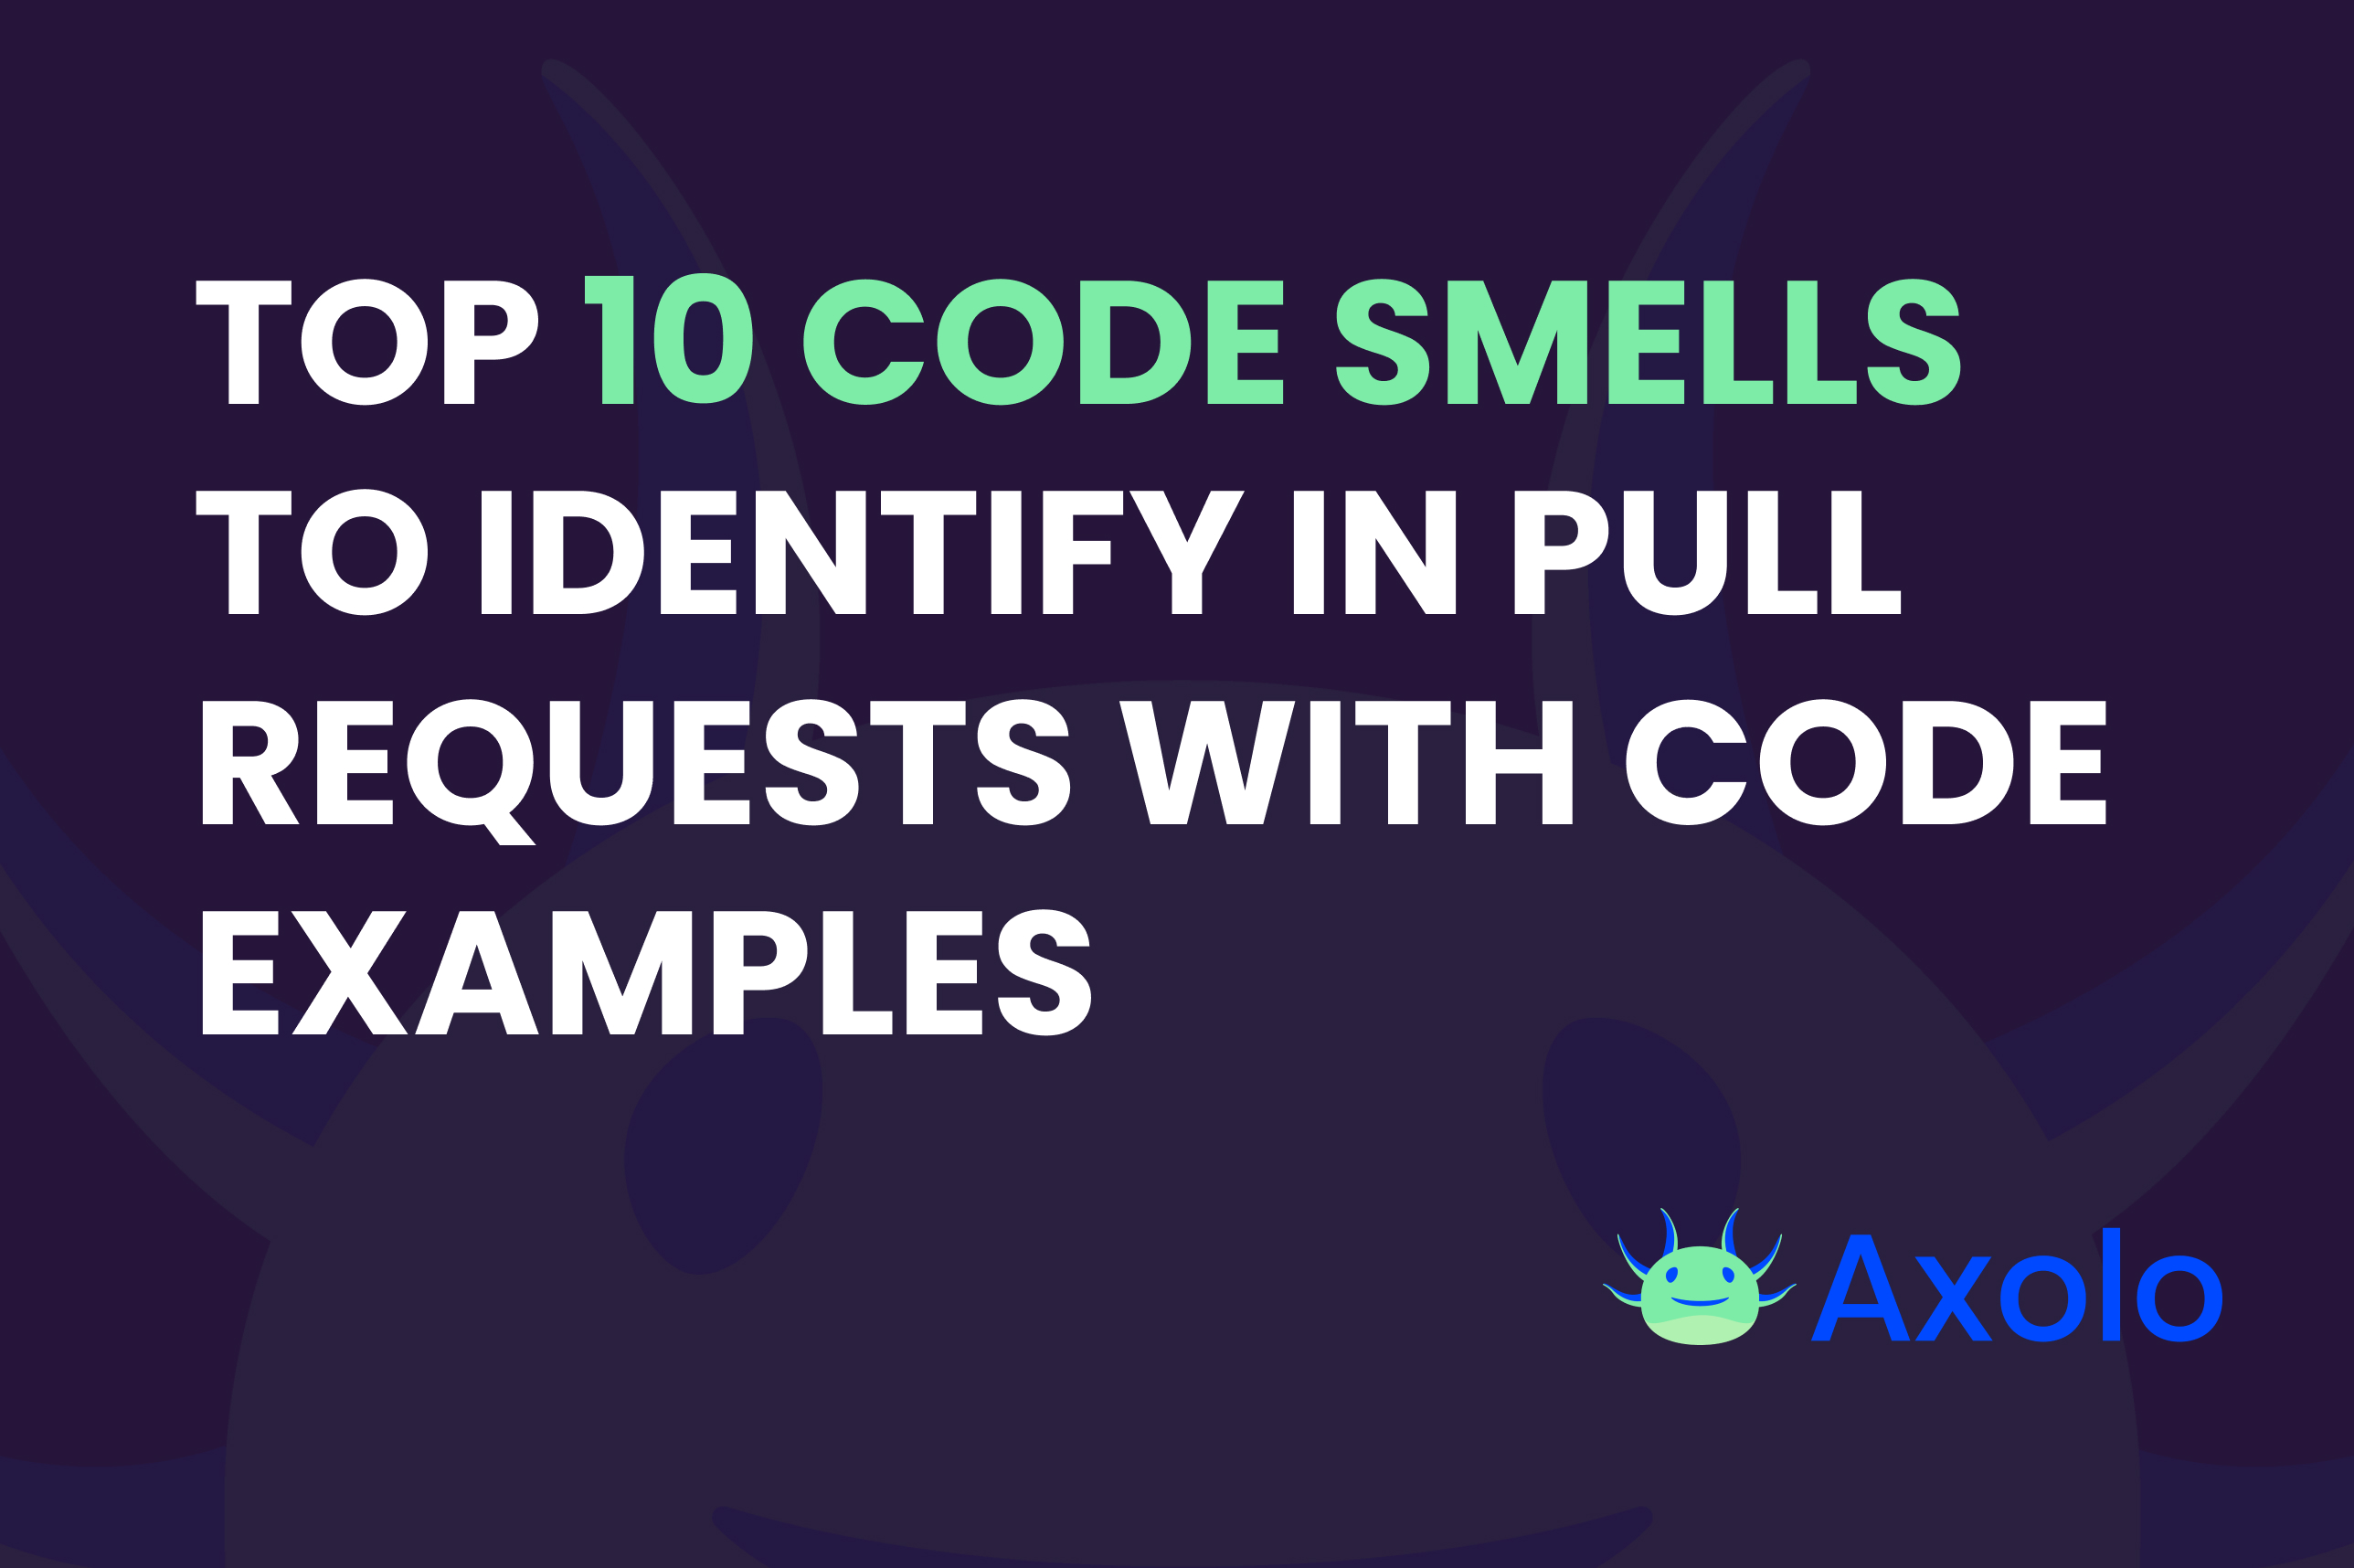 TOP 10 CODE SMELLS
TO IDENTIFY IN PULL
REQUESTS WITH CODE
EXAMPLES
Axolo